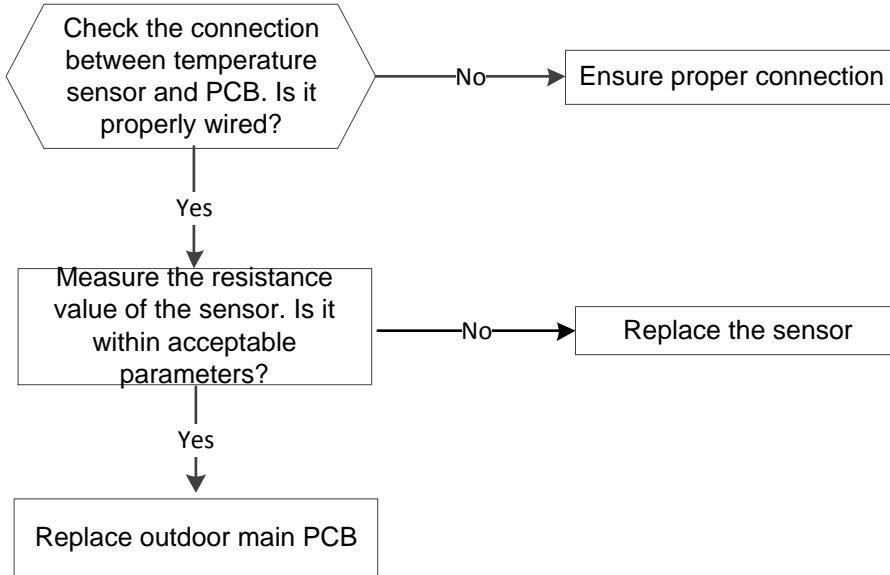 Check the connection
between temperature
sensor and PCB. Is it
properly wired?
No
Ensure proper connection
Yes
Measure the resistance
value of the sensor. Is it
within acceptable
parameters?
No
Replace the sensor
Yes
Replace outdoor main PCB